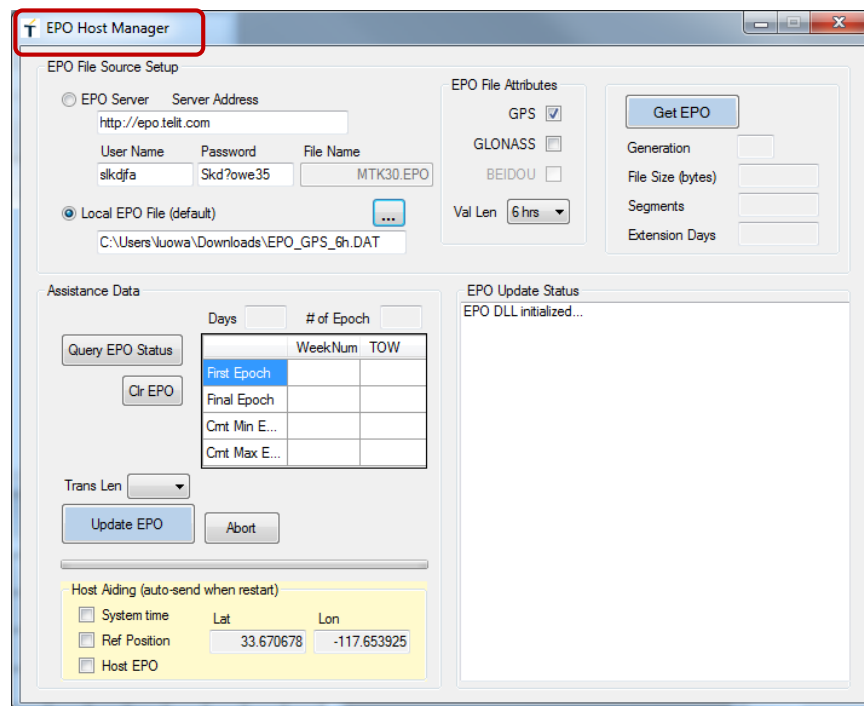 EPO Host Manager
EPO File Source Setup
EPO Server Server Address
http://epo.telit.com
User Name Password File Name
slkdjfa Skd?owe35 MTK30.EPO
Local EPO File (default) ...
C:\Users\luowa\Downloads\EPO_GPS_6h.DAT
EPO File Attributes
GPS
GLONASS
BEIDOU
Val Len 6 hrs
Get EPO
Generation
File Size (bytes)
Segments
Extension Days
Assistance Data
Days # of Epoch
Query EPO Status
Clr EPO
WeekNum TOW
First Epoch
Final Epoch
Cmt Min E...
Cmt Max E...
Trans Len
Update EPO Abort
Host Aiding (auto-send when restart)
System time Lat Lon
Ref Position 33.670678 -117.653925
Host EPO
EPO Update Status
EPO DLL initialized...